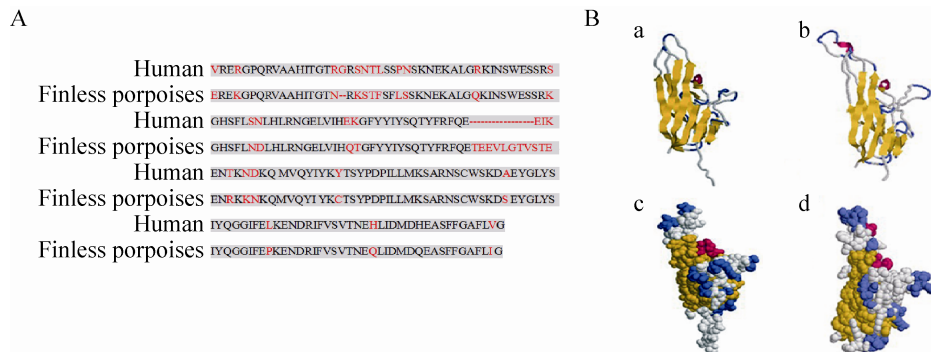 A
Human VRERGPQRVAAHITGTRGRSNTLSSPNSKNEKALGRKINSWESSRS
Finless porpoises EREKGPQRVAAHITGTN--RKSTFSFLSSKNEKALGQKINSWESSRK
Human GHSFLSNLHLRNGELVIHEKGFYYIYSQTYFRFQE----------------EIK
Finless porpoises GHSFLNDLHLRNGELVIHQTGFYYIYSQTYFRFQETEEVLGTVSTE
Human ENTKNDKQ MVQYIYKYTSYPDPILLMKSARNSCWSKDAEYGLYS
Finless porpoises ENRKKNKQMVQYIYKCTSYPDPILLMKSARNSCWSKDSEYGLYS
Human IYQGGIFELKENDRIFVSVTNEHLIDMDHEASFFGAFLVG
Finless porpoises IYQGGIFEPKENDRIFVSVTNEQLIDMDQEASFFGAFLIG
B
a
b
c
d